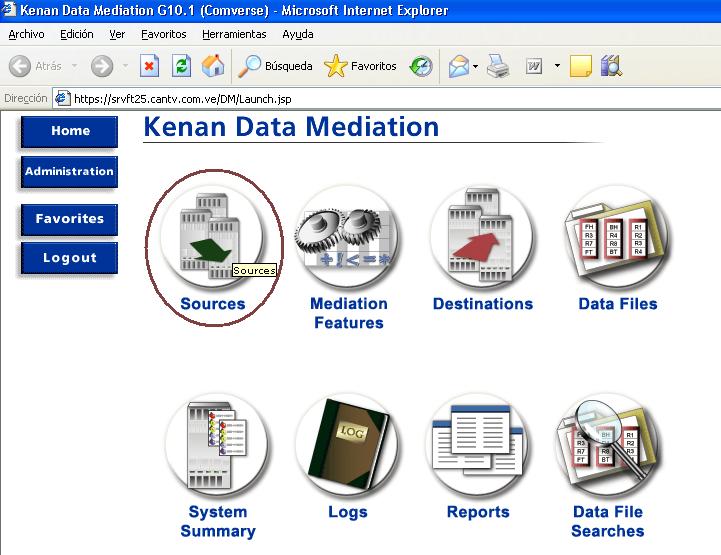 Kenan Data Mediation G10.1 (Comverse) - Microsoft Internet Explorer
Archivo Edición Ver Favoritos Herramientas Ayuda
Atrás Búsqueda Favoritos W
Dirección https://srvft25.cantv.com.ve/DM/Launch.jsp
Home
Administration
Favorites
Logout
Kenan Data Mediation
Sources
Sources
Mediation
Features
+!<=*
Destinations
FH BH R1
R3 R4 R3
R7 R8 R2
FT BT R4
Data Files
System
Summary
LOG
Logs
Reports
FH BH R1
R3 R4 R3
R7 R8 R2
FT BT R4
Data File
Searches